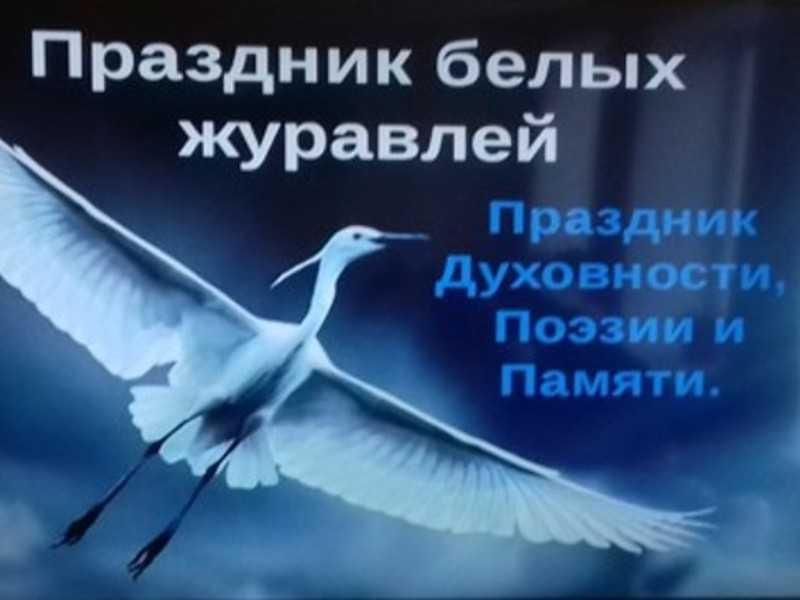 Праздник белых
журавлей
Праздник
Духовности,
Поэзии и
Памяти.